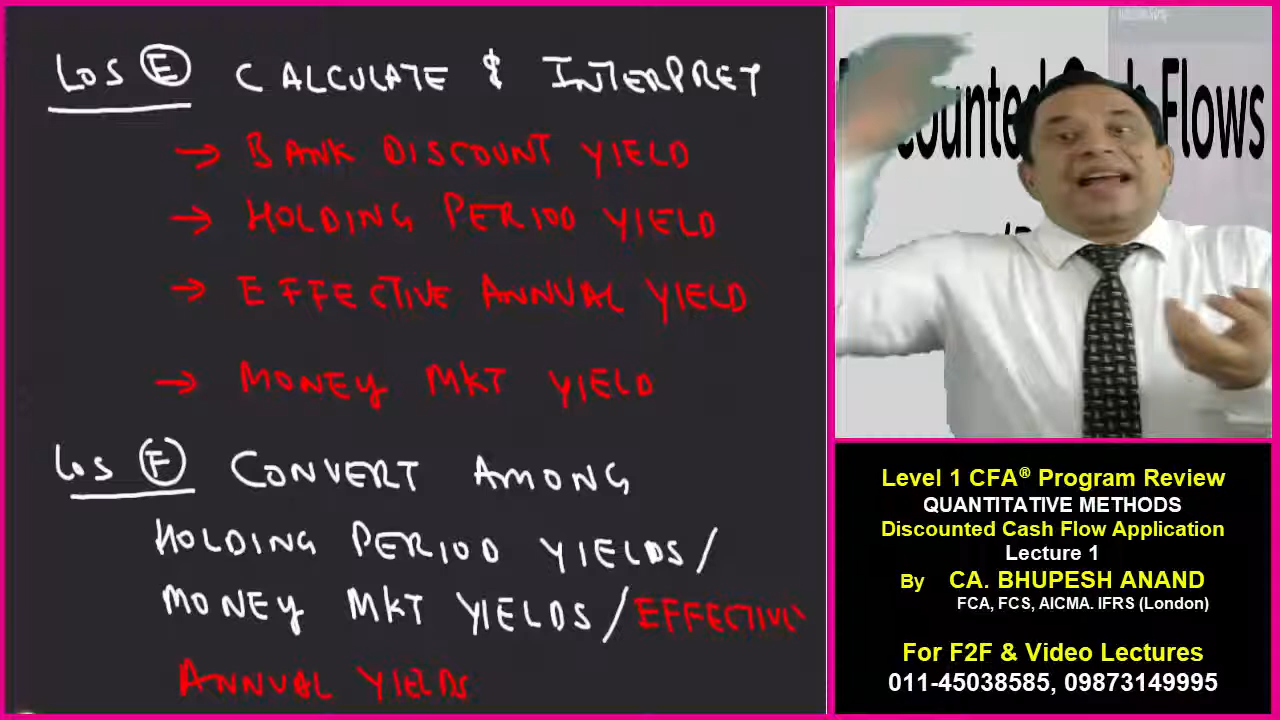 LOS E CALCULATE & INTERPRET
→ BANK DISCOUNT YIELD
→ HOLDING PERIOD YIELD
→ EFFECTIVE ANNUAL YIELD
→ MONEY MKT YIELD
LOS F CONVERT AMONG
HOLDING PERIOD YIELDS/
MONEY MKT YIELDS/EFFECTIVE
ANNUAL YIELDS
Flows
Level 1 CFA® Program Review
QUANTITATIVE METHODS
Discounted Cash Flow Application
Lecture 1
By CA. BHUPESH ANAND
FCA, FCS, AICMA. IFRS (London)
For F2F & Video Lectures
011-45038585, 09873149995